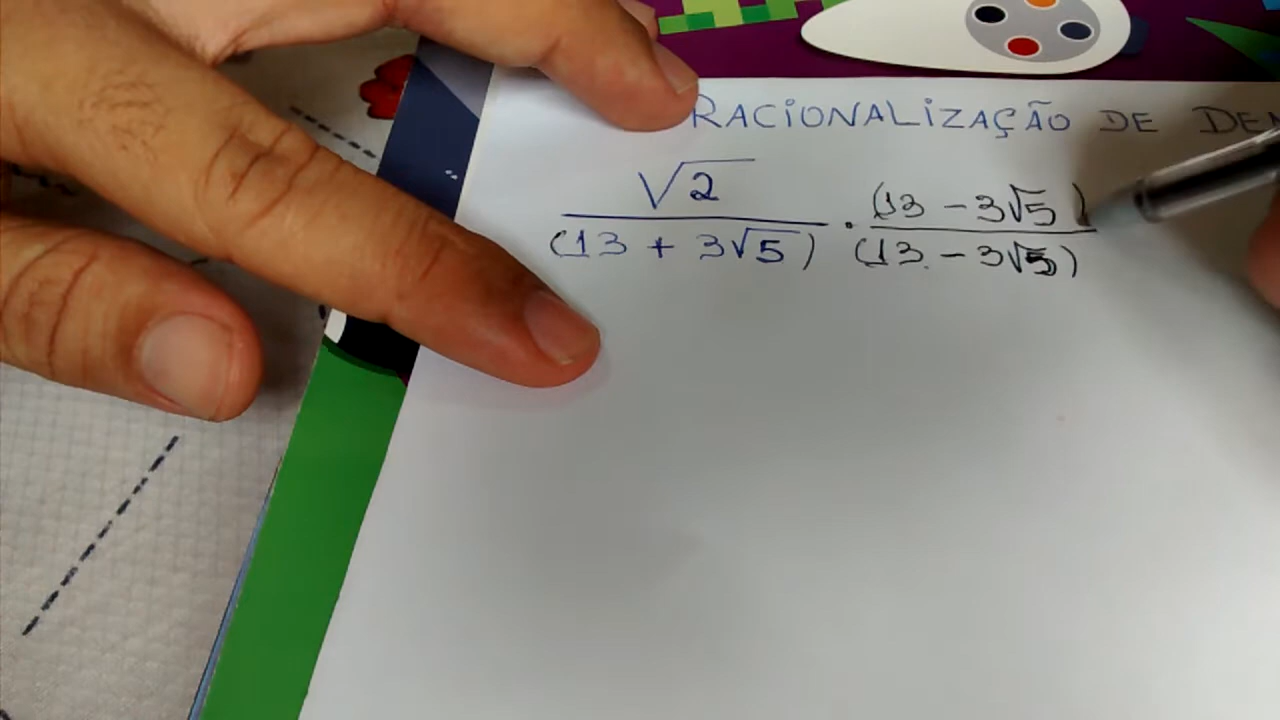 RACIONALIZAÇÃO DE
√2 / (13 + 3√5) · (13 - 3√5) / (13 - 3√5)